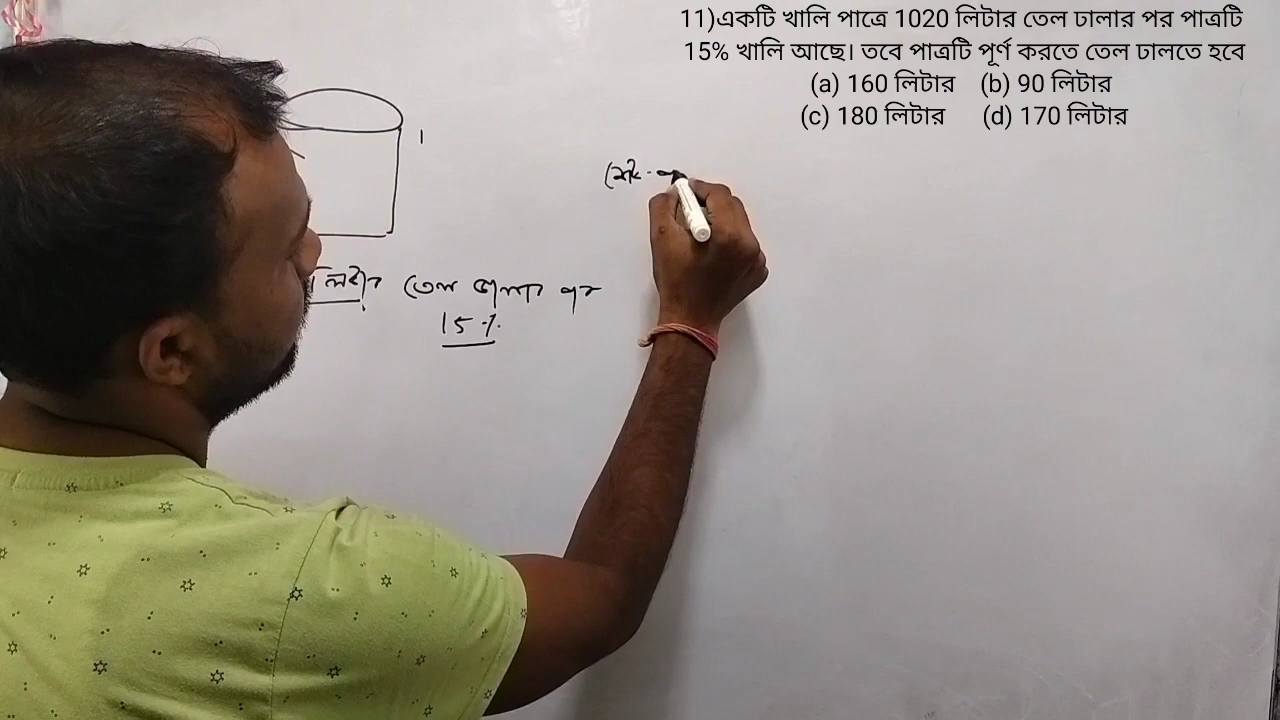 11)একটি খালি পাত্রে 1020 লিটার তেল ঢালার পর পাত্রটি
15% খালি আছে। তবে পাত্রটি পূর্ণ করতে তেল ঢালতে হবে
(a) 160 লিটার (b) 90 লিটার
(c) 180 লিটার (d) 170 লিটার
তেল ঢালার পর
15%